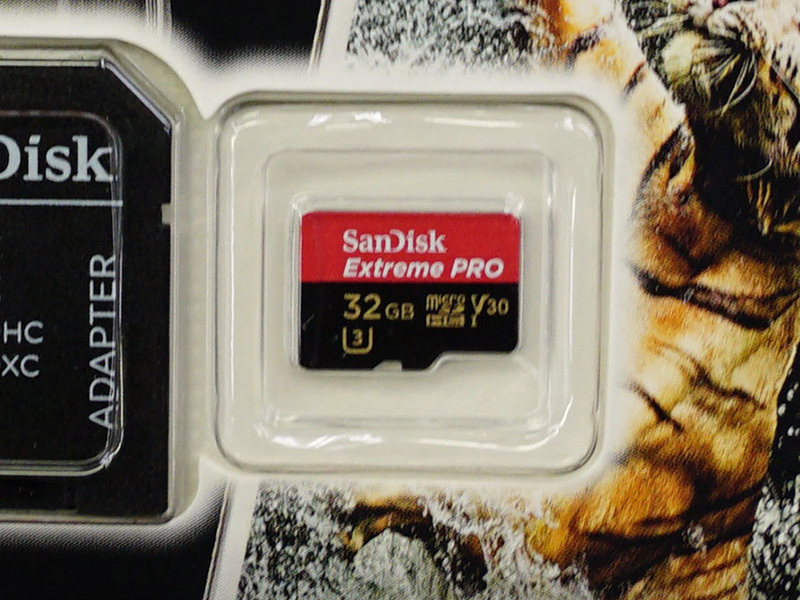 Disk
HC
XC
ADAPTER
SanDisk
Extreme PRO
32GB micro V30
I
3